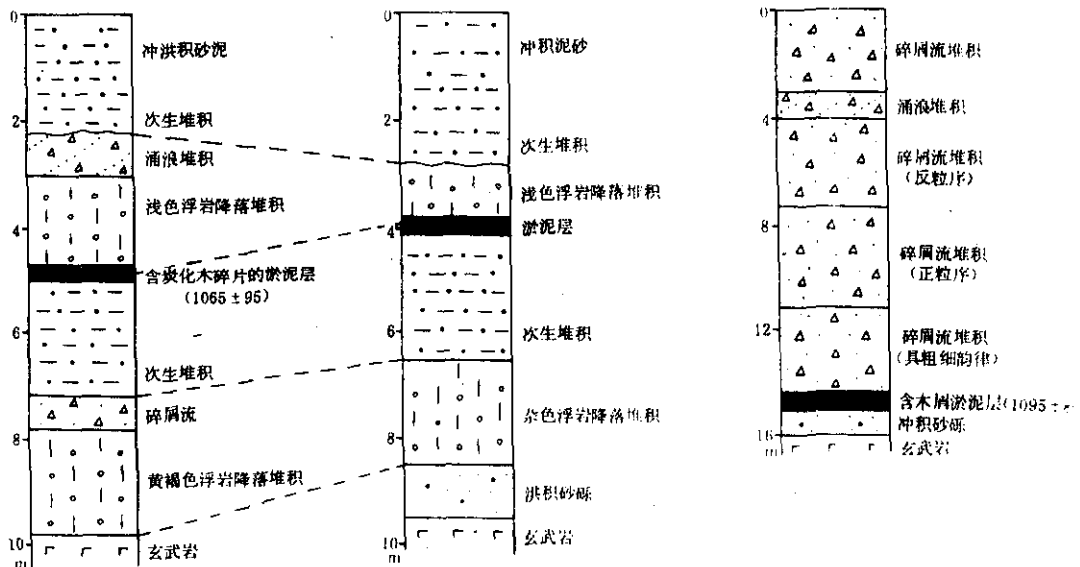 0
冲洪积砂泥
次生堆积
2
涌浪堆积
浅色浮岩降落堆积
4
含炭化木碎片的淤泥层
(1065±95)
6
次生堆积
碎屑流
8
黄褐色浮岩降落堆积
10
m
玄武岩
0
冲积泥砂
2
次生堆积
浅色浮岩降落堆积
4
淤泥层
6
次生堆积
杂色浮岩降落堆积
8
洪积砂砾
10
m
玄武岩
0
碎屑流堆积
涌浪堆积
4
碎屑流堆积
(反粒序)
8
碎屑流堆积
(正粒序)
12
碎屑流堆积
(具粗细韵律)
含木屑淤泥层(1095±
冲积砂砾
16
m
玄武岩